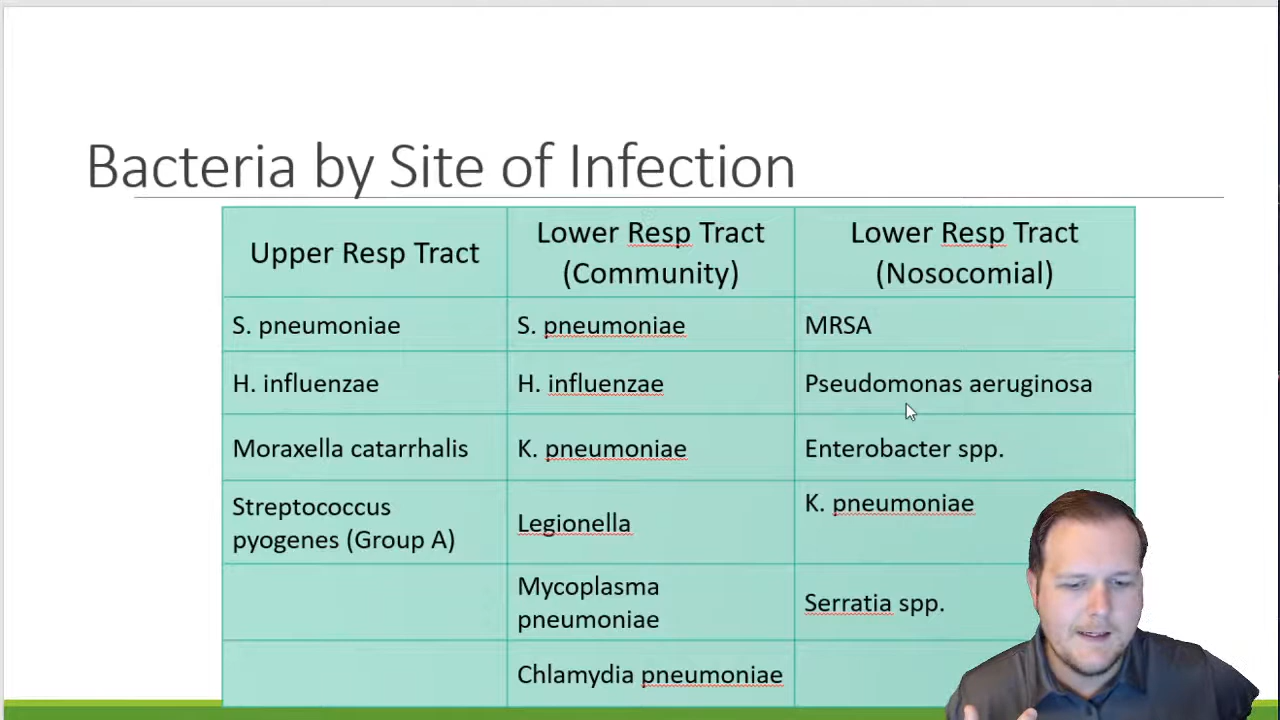 Bacteria by Site of Infection
Upper Resp Tract
Lower Resp Tract
(Community)
Lower Resp Tract
(Nosocomial)
S. pneumoniae
S. pneumoniae
MRSA
H. influenzae
H. influenzae
Pseudomonas aeruginosa
Moraxella catarrhalis
K. pneumoniae
Enterobacter spp.
Streptococcus
pyogenes (Group A)
Legionella
K. pneumoniae
Mycoplasma
pneumoniae
Serratia spp.
Chlamydia pneumoniae